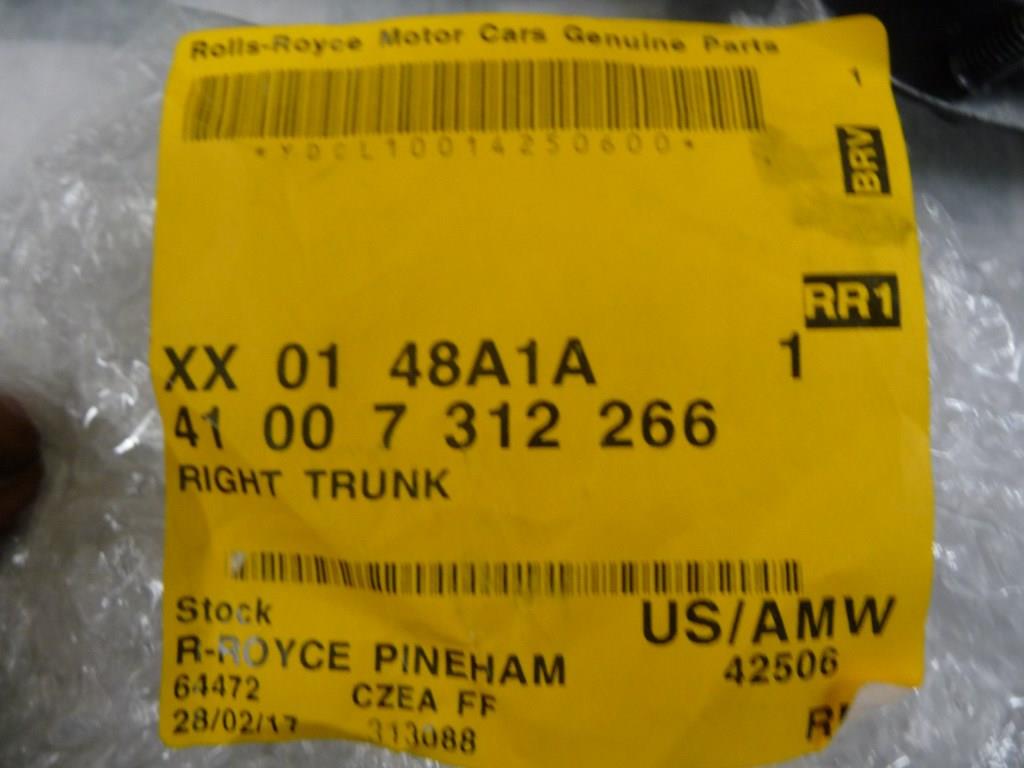 Rolls-Royce Motor Cars Genuine Parts
1
*YDCL10014250600*
BRV
RR1
XX 01 48A1A 1
41 00 7 312 266
RIGHT TRUNK
Stock
US/AMW
R-ROYCE PINEHAM
42506
64472 CZEA FF
28/02/17 313088